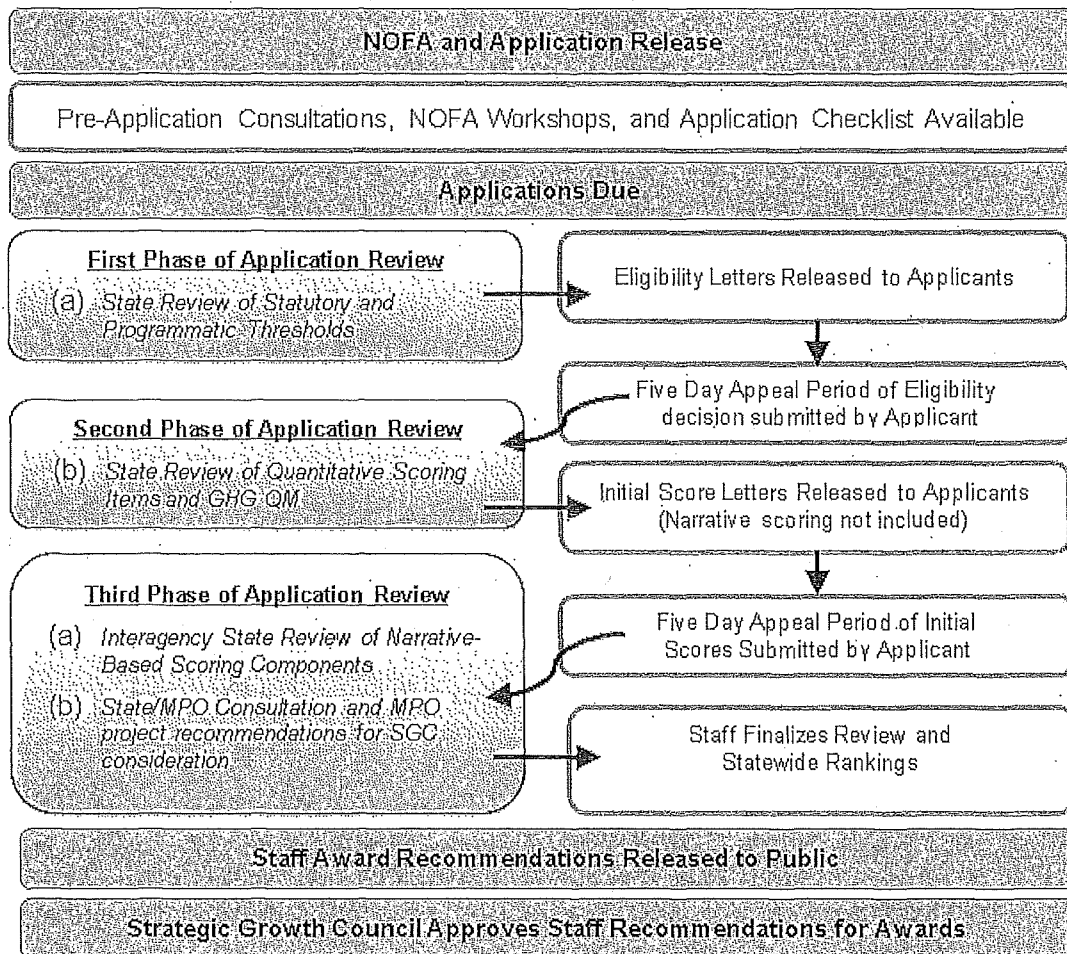 NOFA and Application Release
Pre-Application Consultations, NOFA Workshops, and Application Checklist Available
Applications Due
First Phase of Application Review
(a) State Review of Statutory and
Programmatic Thresholds
Eligibility Letters Released to Applicants
Five Day Appeal Period of Eligibility
decision submitted by Applicant
Second Phase of Application Review
(b) State Review of Quantitative Scoring
Items and GHG QM
Initial Score Letters Released to Applicants
(Narrative scoring not included)
Third Phase of Application Review
(a) Interagency State Review of Narrative-
Based Scoring Components
(b) State/MPO Consultation and MPO
project recommendations for SGC
consideration
Five Day Appeal Period of Initial
Scores Submitted by Applicant
Staff Finalizes Review and
Statewide Rankings
Staff Award Recommendations Released to Public
Strategic Growth Council Approves Staff Recommendations for Awards